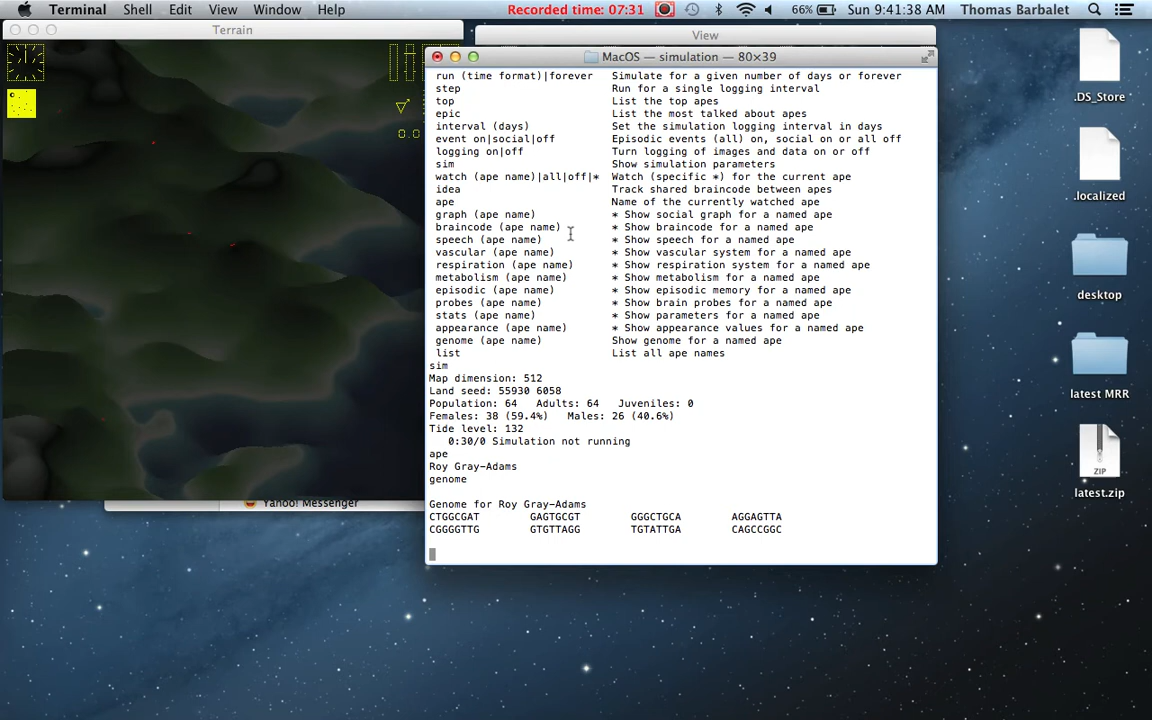 Terminal Shell Edit View Window Help Recorded time: 07:31 66% Sun 9:41:38 AM Thomas Barbalet
Terrain
View
0.0
MacOS — simulation — 80×39
run (time format)|forever Simulate for a given number of days or forever
step Run for a single logging interval
top List the top apes
epic List the most talked about apes
interval (days) Set the simulation logging interval in days
event on|social|off Episodic events (all) on, social on or all off
logging on|off Turn logging of images and data on or off
sim Show simulation parameters
watch (ape name)|all|off|* Watch (specific *) for the current ape
idea Track shared braincode between apes
ape Name of the currently watched ape
graph (ape name) * Show social graph for a named ape
braincode (ape name) * Show braincode for a named ape
speech (ape name) * Show speech for a named ape
vascular (ape name) * Show vascular system for a named ape
respiration (ape name) * Show respiration system for a named ape
metabolism (ape name) * Show metabolism for a named ape
episodic (ape name) * Show episodic memory for a named ape
probes (ape name) * Show brain probes for a named ape
stats (ape name) * Show parameters for a named ape
appearance (ape name) * Show appearance values for a named ape
genome (ape name) Show genome for a named ape
list List all ape names
sim
Map dimension: 512
Land seed: 55930 6058
Population: 64 Adults: 64 Juveniles: 0
Females: 38 (59.4%) Males: 26 (40.6%)
Tide level: 132
0:30/0 Simulation not running
ape
Roy Gray-Adams
genome
Genome for Roy Gray-Adams
CTGGCGAT GAGTGCGT GGGCTGCA AGGAGTTA
CGGGGTTG GTGTTAGG TGTATTGA CAGCCGGC
Yahoo! Messenger
.DS_Store
.localized
desktop
latest MRR
ZIP
latest.zip